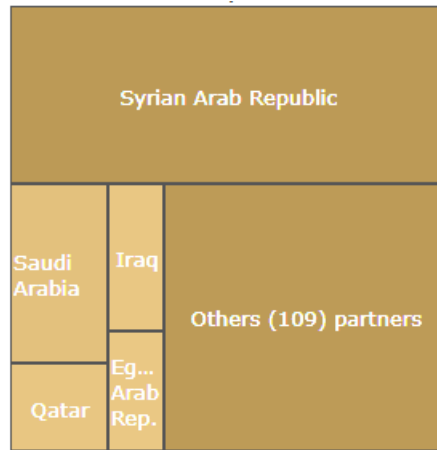 Syrian Arab Republic
Saudi
Arabia
Iraq
Others (109) partners
Eg...
Arab
Rep.
Qatar